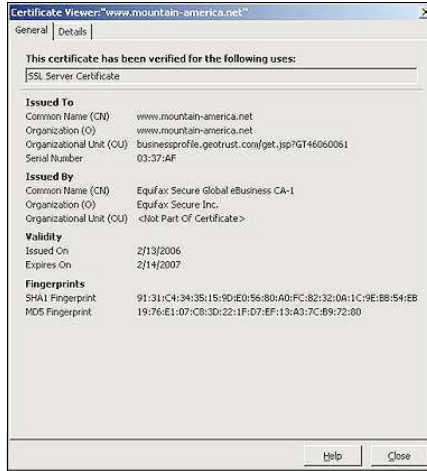 Certificate Viewer:"www.mountain-america.net"
General Details
This certificate has been verified for the following uses:
SSL Server Certificate
Issued To
Common Name (CN) www.mountain-america.net
Organization (O) www.mountain-america.net
Organizational Unit (OU) businessprofile.geotrust.com/get.jsp?GT46060061
Serial Number 03:37:AF
Issued By
Common Name (CN) Equifax Secure Global eBusiness CA-1
Organization (O) Equifax Secure Inc.
Organizational Unit (OU) <Not Part Of Certificate>
Validity
Issued On 2/13/2006
Expires On 2/14/2007
Fingerprints
SHA1 Fingerprint 91:31:C4:34:35:15:9D:E0:56:80:A0:FC:82:32:0A:1C:9E:BB:54:EB
MD5 Fingerprint 19:76:E1:07:C8:3D:22:1F:D7:EF:13:A3:7C:B9:72:80
Help Close